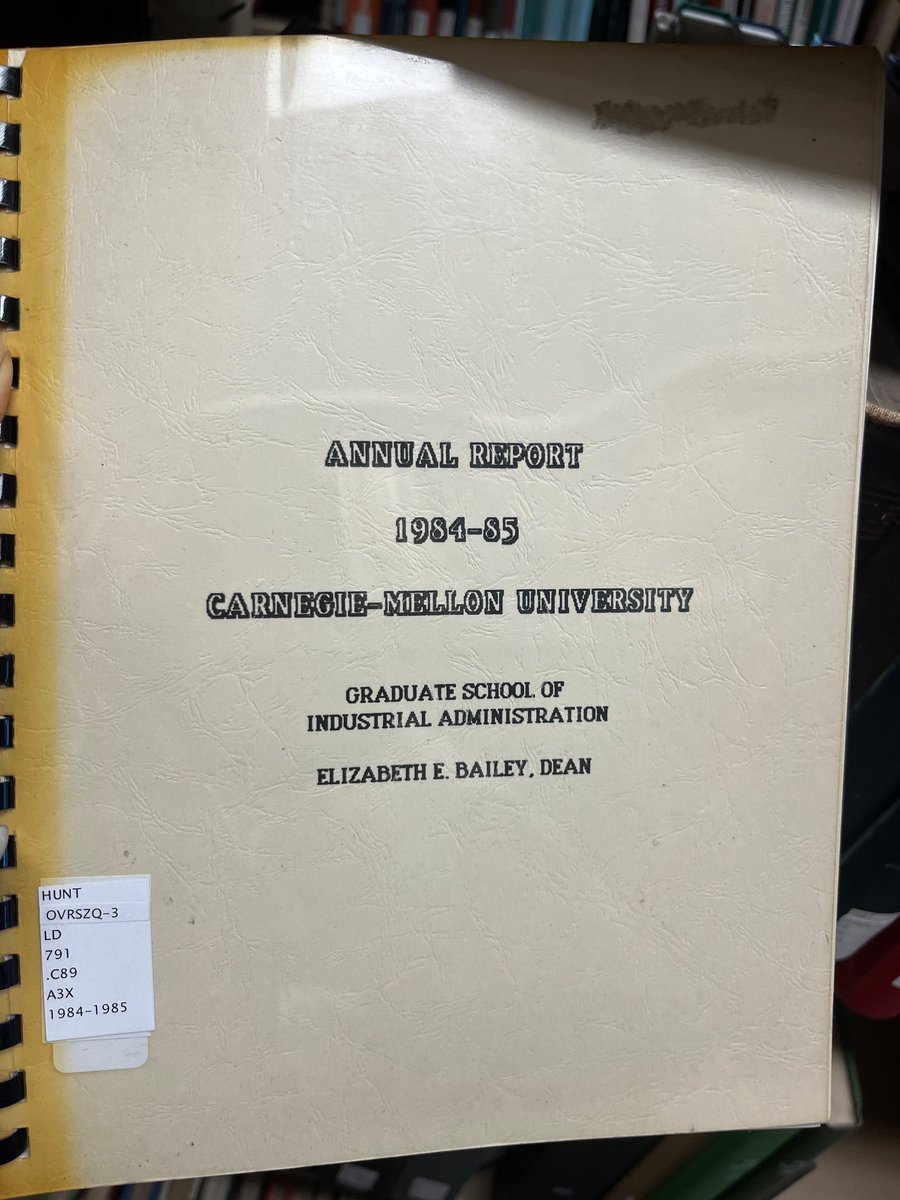 ANNUAL REPORT
1984-85
CARNEGIE-MELLON UNIVERSITY
GRADUATE SCHOOL OF
INDUSTRIAL ADMINISTRATION
ELIZABETH E. BAILEY, DEAN
HUNT
OVRSZQ-3
LD
791
.C89
A3X
1984-1985